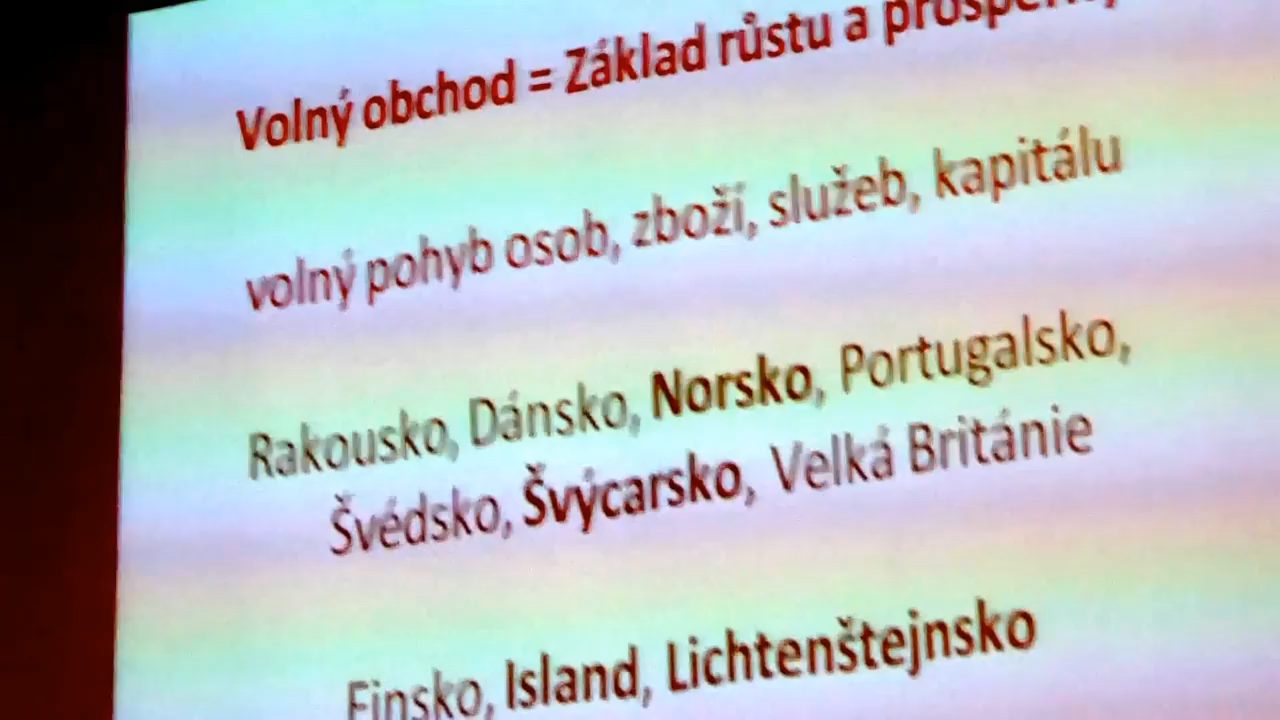 Volný obchod = Základ růstu a
volný pohyb osob, zboží, služeb, kapitálu
Rakousko, Dánsko, Norsko, Portugalsko,
Švédsko, Švýcarsko, Velká Británie
Finsko, Island, Lichtenštejnsko